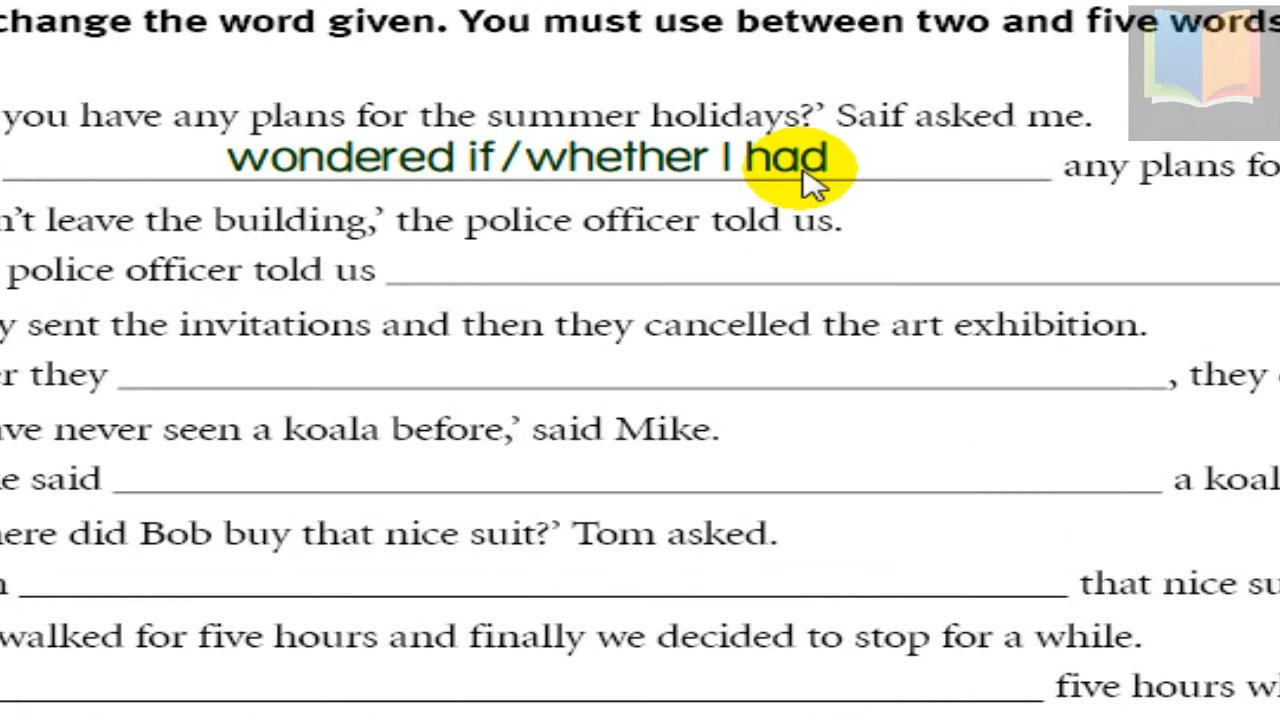 change the word given. You must use between two and five words
you have any plans for the summer holidays?’ Saif asked me.
wondered if/whether I had any plans fo
n’t leave the building,’ the police officer told us.
police officer told us
y sent the invitations and then they cancelled the art exhibition.
er they , they
ave never seen a koala before,’ said Mike.
e said a koal
here did Bob buy that nice suit?’ Tom asked.
that nice su
walked for five hours and finally we decided to stop for a while.
five hours wh